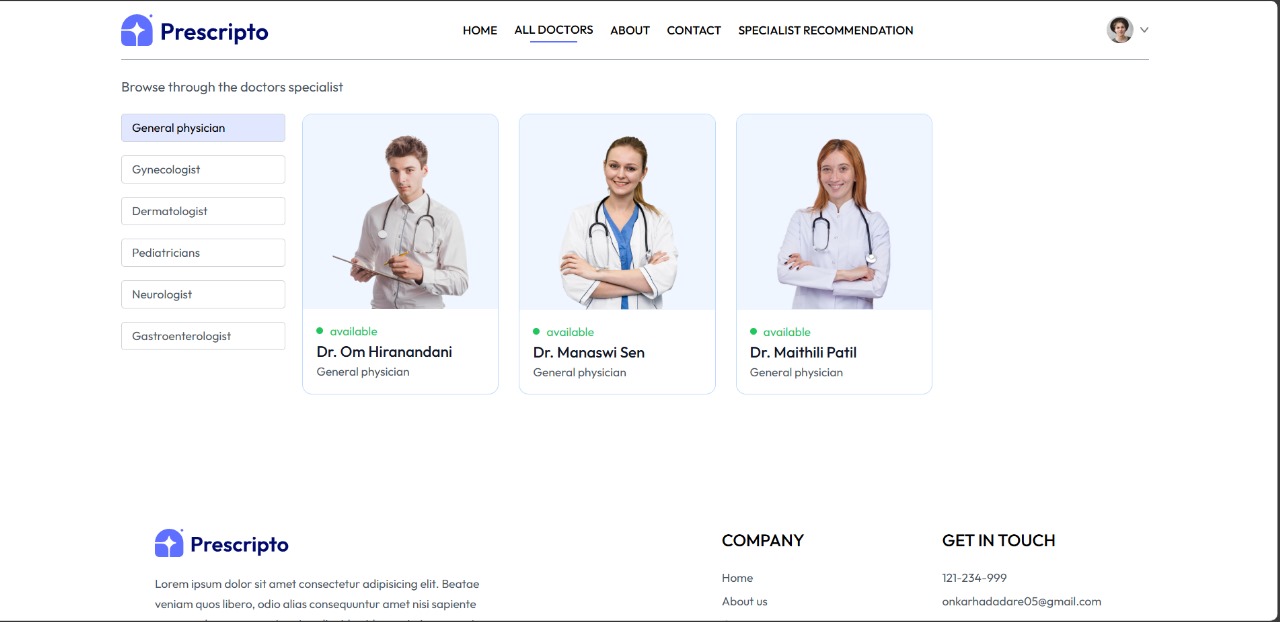 Prescripto
HOME
ALL DOCTORS
ABOUT
CONTACT
SPECIALIST RECOMMENDATION
Browse through the doctors specialist
General physician
Gynecologist
Dermatologist
Pediatricians
Neurologist
Gastroenterologist
available
Dr. Om Hiranandani
General physician
available
Dr. Manaswi Sen
General physician
available
Dr. Maithili Patil
General physician
Prescripto
Lorem ipsum dolor sit amet consectetur adipisicing elit. Beatae
veniam quos libero, odio alias consequuntur amet nisi sapiente
COMPANY
Home
About us
GET IN TOUCH
121-234-999
onkarhadadare05@gmail.com